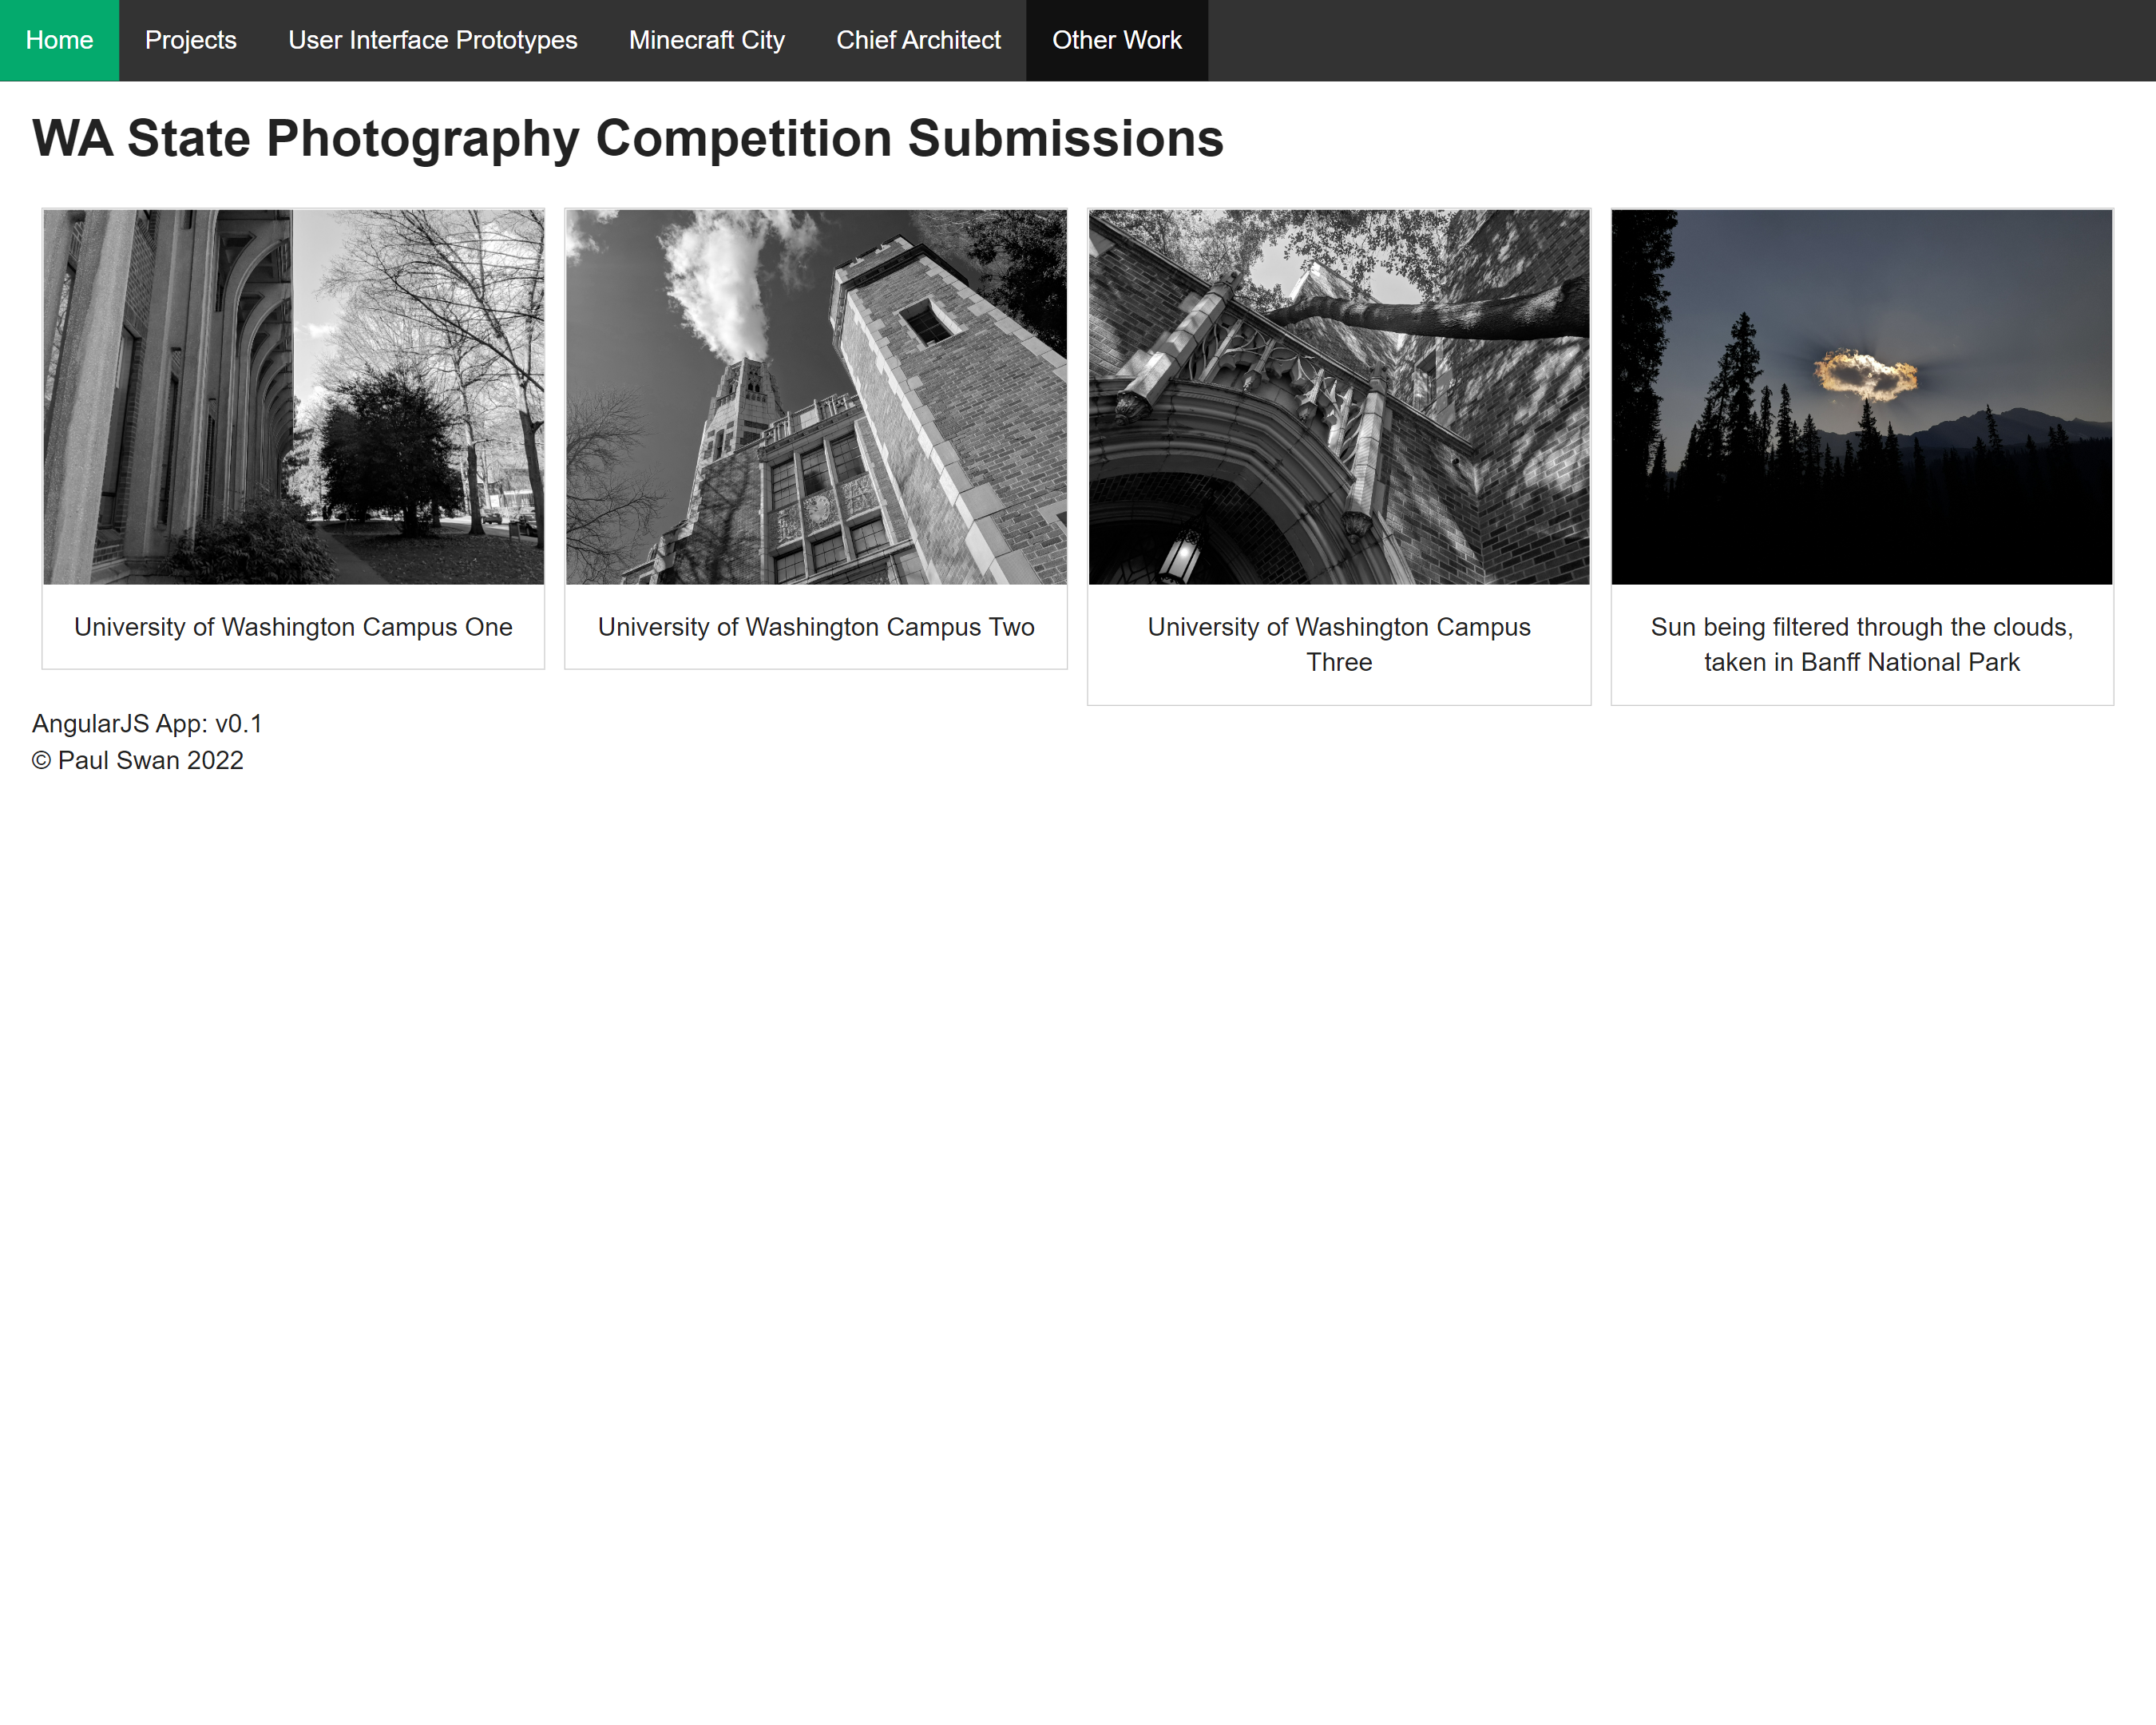 Home Projects User Interface Prototypes Minecraft City Chief Architect Other Work
WA State Photography Competition Submissions
University of Washington Campus One
University of Washington Campus Two
University of Washington Campus
Three
Sun being filtered through the clouds,
taken in Banff National Park
AngularJS App: v0.1
© Paul Swan 2022